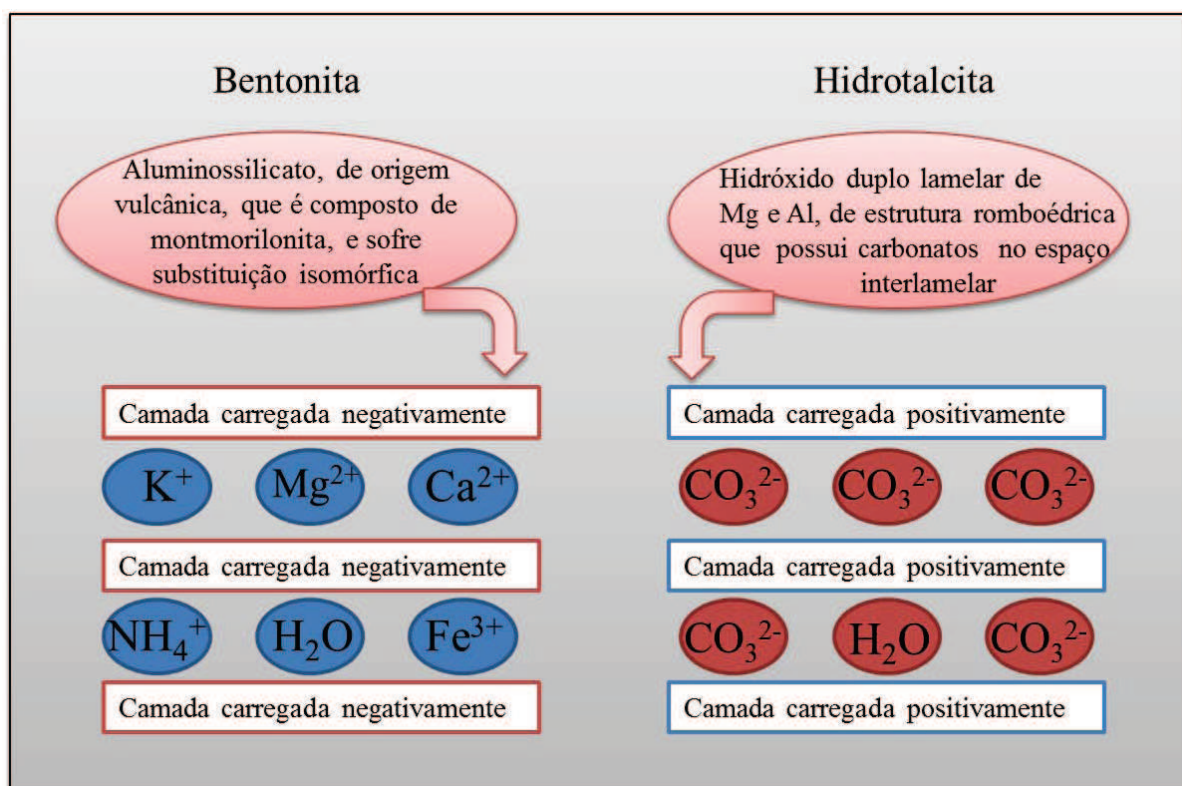 Bentonita
Aluminossilicato, de origem
vulcânica, que é composto de
montmorilonita, e sofre
substituição isomórfica
Camada carregada negativamente
K⁺ Mg²⁺ Ca²⁺
Camada carregada negativamente
NH₄⁺ H₂O Fe³⁺
Camada carregada negativamente
Hidrotalcita
Hidróxido duplo lamelar de
Mg e Al, de estrutura romboédrica
que possui carbonatos no espaço
interlamelar
Camada carregada positivamente
CO₃²⁻ CO₃²⁻ CO₃²⁻
Camada carregada positivamente
CO₃²⁻ H₂O CO₃²⁻
Camada carregada positivamente